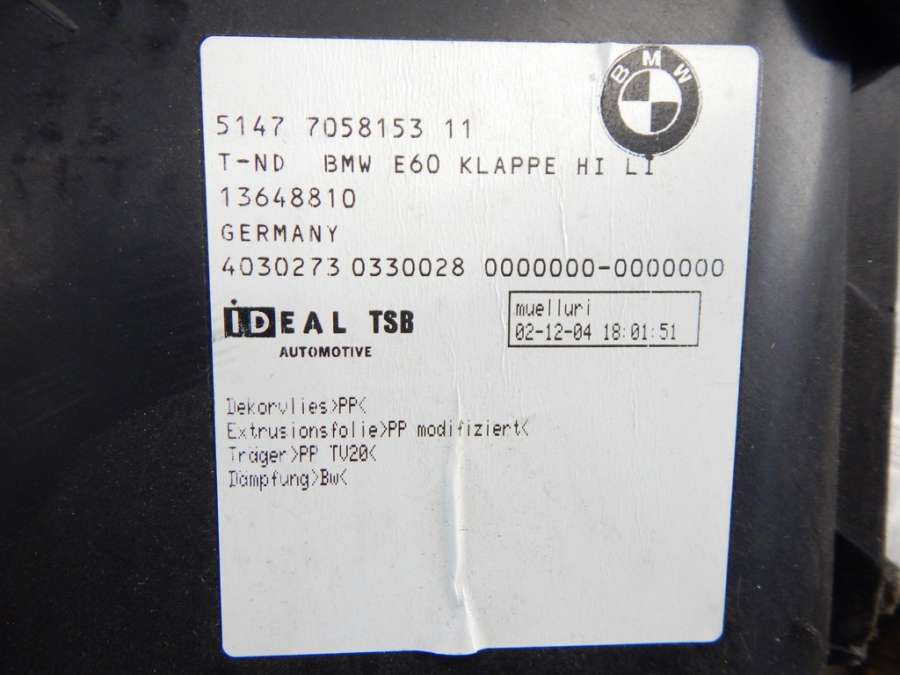 BMW
5147 7058153 11
T-ND BMW E60 KLAPPE HI LI
13648810
GERMANY
4030273 0330028 0000000-0000000
iDEAL TSB
AUTOMOTIVE
muelluri
02-12-04 18:01:51
Dekorvlies>PP<
Extrusionsfolie>PP modifiziert<
Träger>PP TV20<
Dämpfung>Bw<